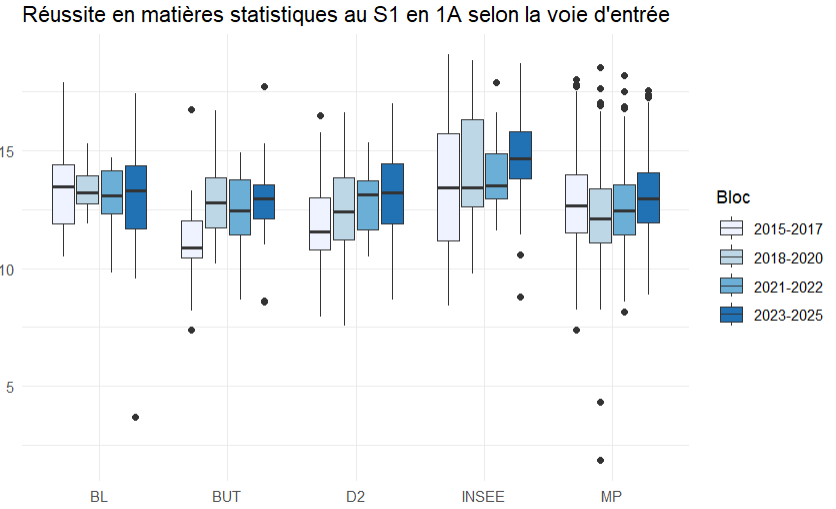 Réussite en matières statistiques au S1 en 1A selon la voie d'entrée
15
10
5
BL
BUT
D2
INSEE
MP
Bloc
2015-2017
2018-2020
2021-2022
2023-2025